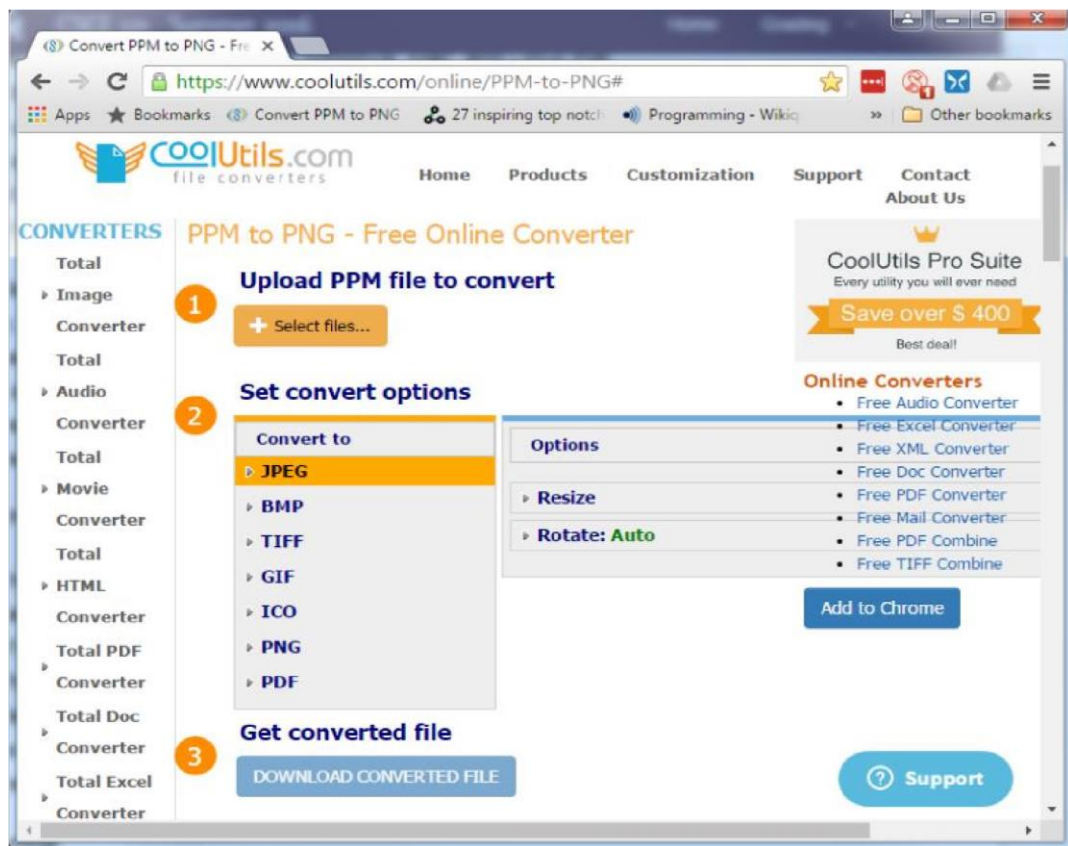 Home Grading
Convert PPM to PNG - Fre
https://www.coolutils.com/online/PPM-to-PNG#
1
Apps Bookmarks Convert PPM to PNG 27 inspiring top notch Programming - Wikiq » Other bookmarks
COOLUtils.com
file converters
Home Products Customization Support Contact
About Us
CONVERTERS
Total
Image
Converter
Total
Audio
Converter
Total
Movie
Converter
Total
HTML
Converter
Total PDF
Converter
Total Doc
Converter
Total Excel
Converter
PPM to PNG - Free Online Converter
1
Upload PPM file to convert
Select files...
2
Set convert options
Convert to
JPEG
BMP
TIFF
GIF
ICO
PNG
PDF
Options
Resize
Rotate: Auto
3
Get converted file
DOWNLOAD CONVERTED FILE
CoolUtils Pro Suite
Every utility you will ever need
Save over $ 400
Best deal!
Online Converters
Free Audio Converter
Free Excel Converter
Free XML Converter
Free Doc Converter
Free PDF Converter
Free Mail Converter
Free PDF Combine
Free TIFF Combine
Add to Chrome
Support